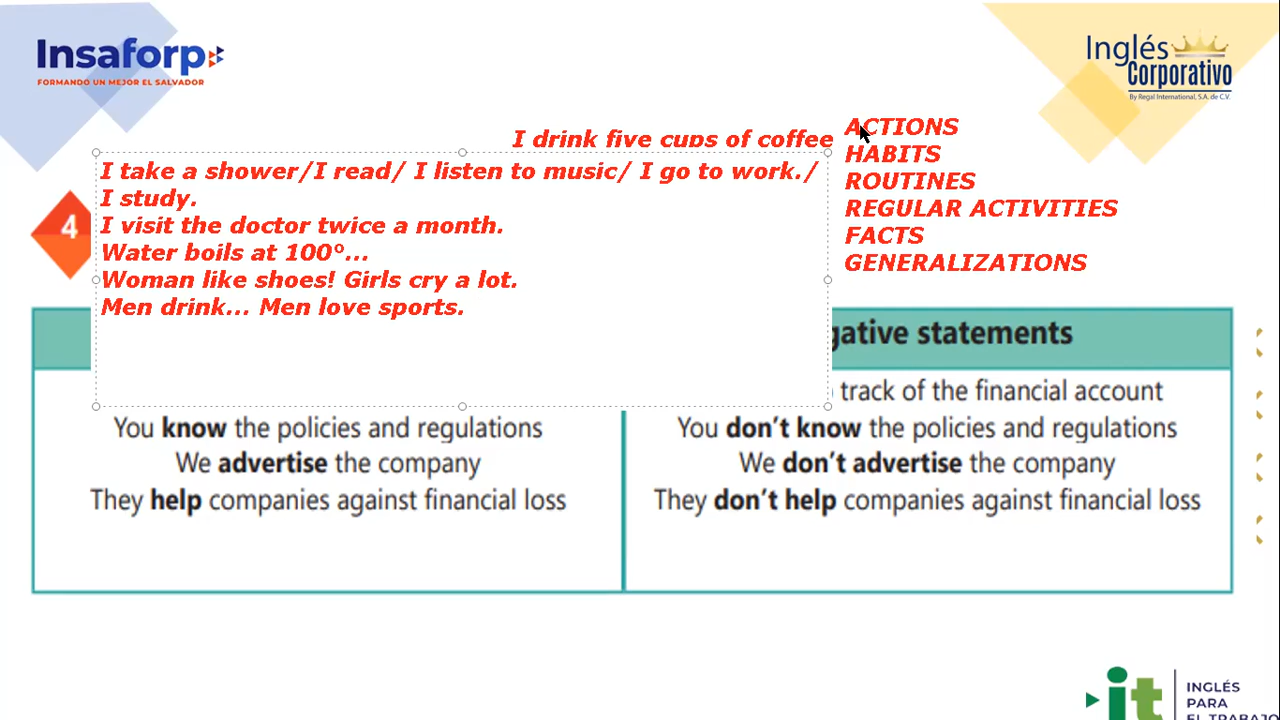 Insaforp
FORMANDO UN MEJOR EL SALVADOR
Inglés
Corporativo
By Regal International, S.A. de C.V.
I drink five cups of coffee
ACTIONS
HABITS
ROUTINES
REGULAR ACTIVITIES
FACTS
GENERALIZATIONS
I take a shower/I read/ I listen to music/ I go to work./
I study.
I visit the doctor twice a month.
Water boils at 100°...
Woman like shoes! Girls cry a lot.
Men drink... Men love sports.
4
gative statements
track of the financial account
You know the policies and regulations
You don't know the policies and regulations
We advertise the company
We don't advertise the company
They help companies against financial loss
They don't help companies against financial loss
it
INGLÉS
PARA
EL TRABAJO